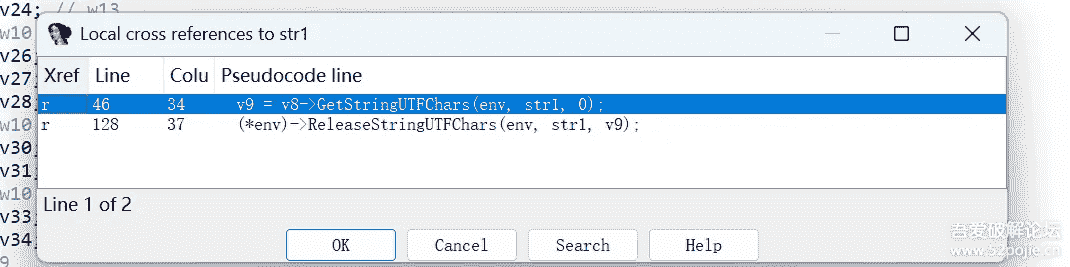 v24; // w13
w10
v26;
v27;
v28;
w10
v30;
v31;
w10
v33;
v34;
9
Local cross references to str1
Xref Line Colu Pseudocode line
r 46 34 v9 = v8->GetStringUTFChars(env, str1, 0);
r 128 37 (*env)->ReleaseStringUTFChars(env, str1, v9);
Line 1 of 2
OK Cancel Search Help
吾爱破解论坛
www.52pojie.cn